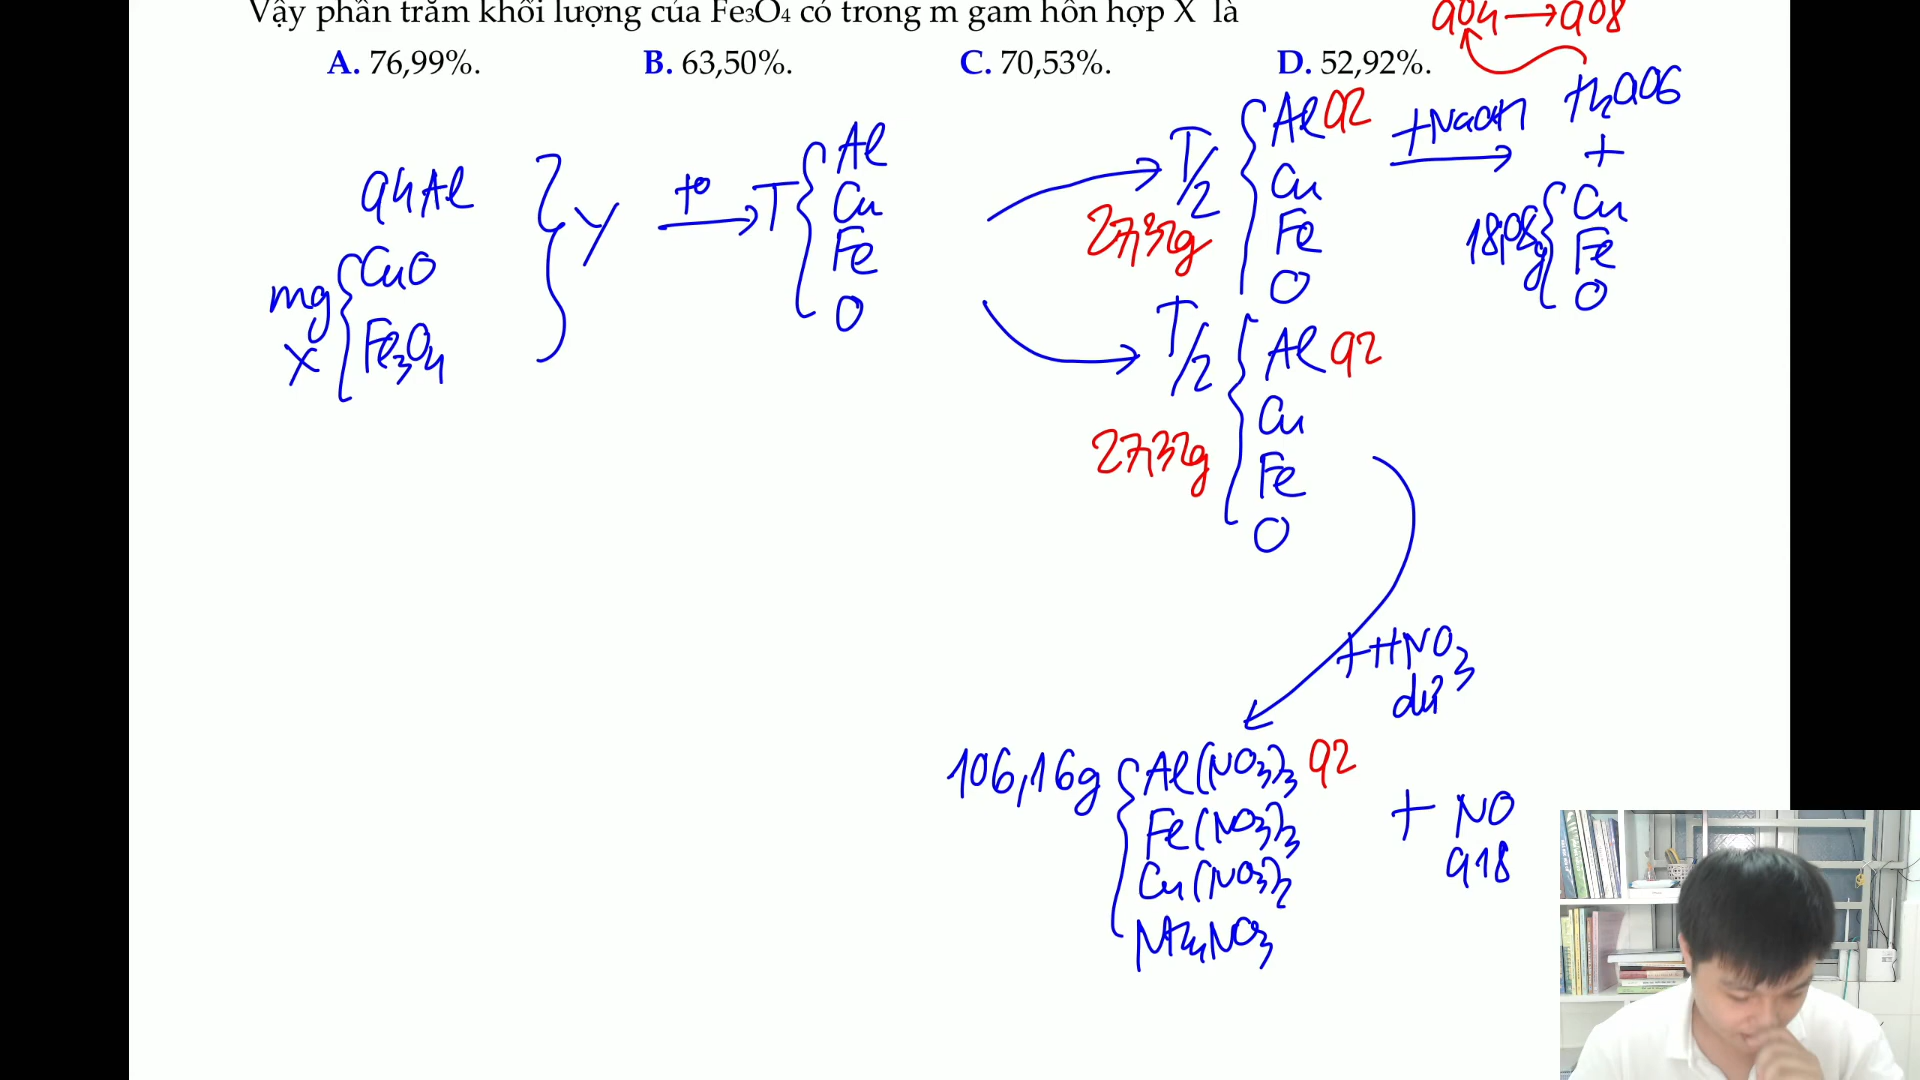 Vậy phần trăm khối lượng của Fe₃O₄ có trong m gam hỗn hợp X là
A. 76,99%. B. 63,50%. C. 70,53%. D. 52,92%.
0,04 → 0,08
H₂ 0,06
+
0,4 Al
CuO
Fe₃O₄
mg
X
Y
t°
T
Al
Cu
Fe
O
T/2
27,32g
Al 0,2
Cu
Fe
O
+NaOH
18,08g
Cu
Fe
O
T/2
27,32g
Al 0,2
Cu
Fe
O
+HNO₃
dư
106,16g
Al(NO₃)₃ 0,2
Fe(NO₃)₃
Cu(NO₃)₂
NH₄NO₃
+ NO
0,18